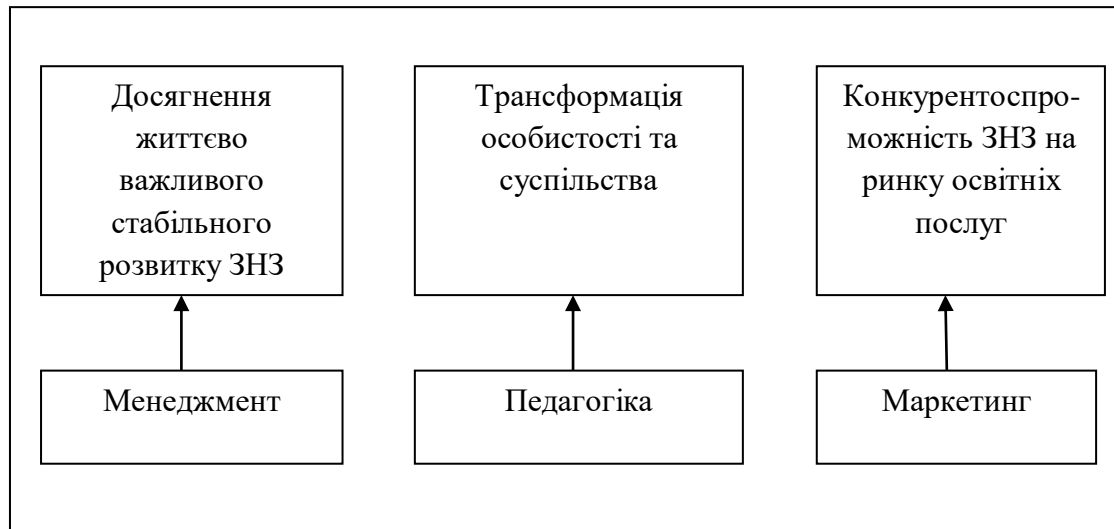 Досягнення
життєво
важливого
стабільного
розвитку ЗНЗ
Трансформація
особистості та
суспільства
Конкурентоспро-
можність ЗНЗ на
ринку освітніх
послуг
Менеджмент
Педагогіка
Маркетинг